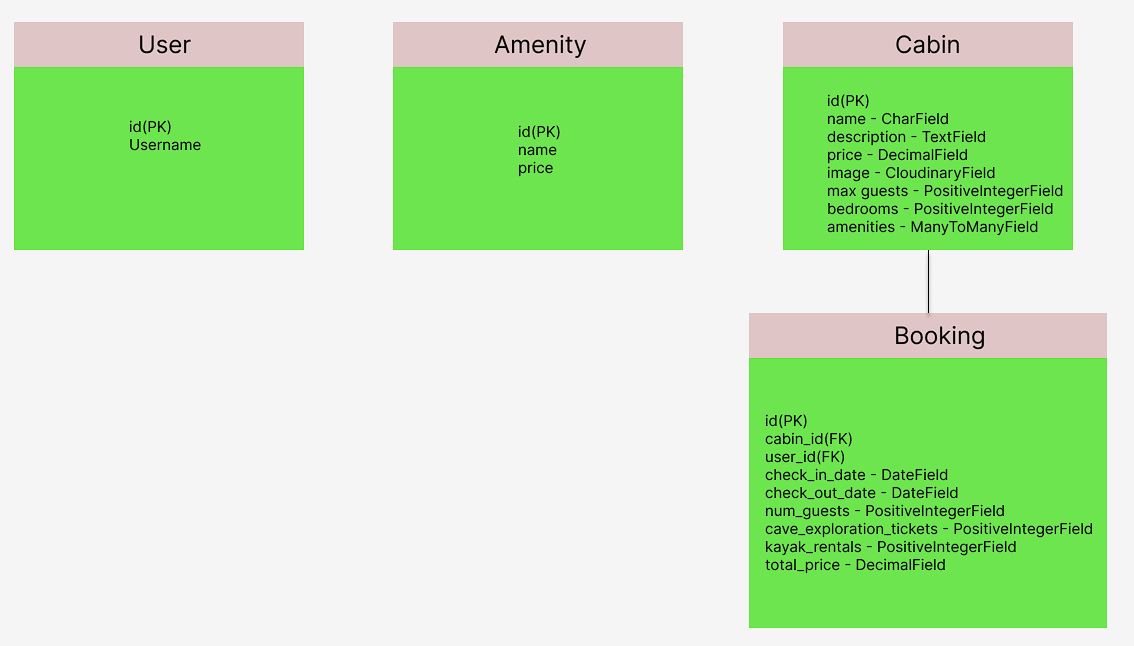 User
id(PK)
Username
Amenity
id(PK)
name
price
Cabin
id(PK)
name - CharField
description - TextField
price - DecimalField
image - CloudinaryField
max guests - PositiveIntegerField
bedrooms - PositiveIntegerField
amenities - ManyToManyField
Booking
id(PK)
cabin_id(FK)
user_id(FK)
check_in_date - DateField
check_out_date - DateField
num_guests - PositiveIntegerField
cave_exploration_tickets - PositiveIntegerField
kayak_rentals - PositiveIntegerField
total_price - DecimalField